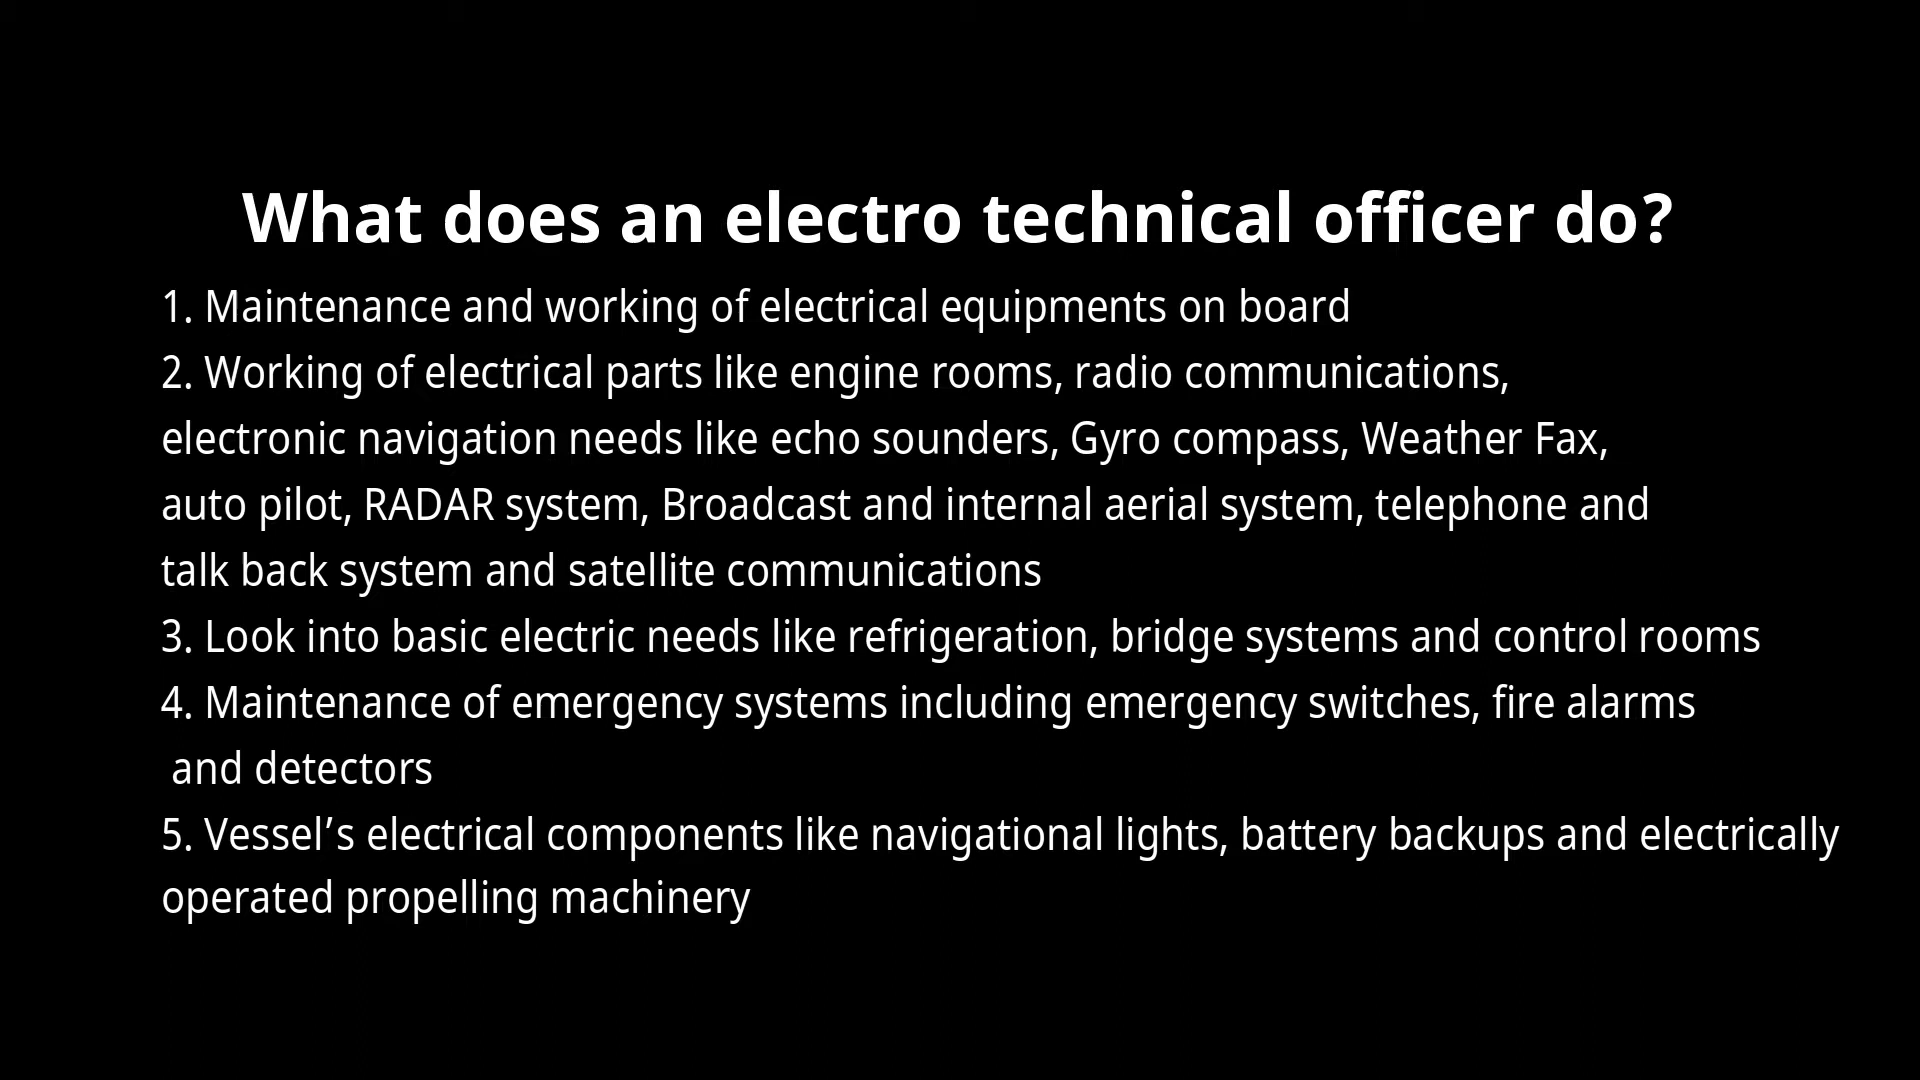 What does an electro technical officer do?
1. Maintenance and working of electrical equipments on board
2. Working of electrical parts like engine rooms, radio communications,
electronic navigation needs like echo sounders, Gyro compass, Weather Fax,
auto pilot, RADAR system, Broadcast and internal aerial system, telephone and
talk back system and satellite communications
3. Look into basic electric needs like refrigeration, bridge systems and control rooms
4. Maintenance of emergency systems including emergency switches, fire alarms
and detectors
5. Vessel’s electrical components like navigational lights, battery backups and electrically
operated propelling machinery